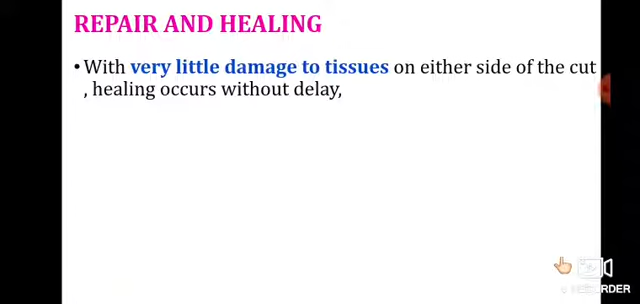 REPAIR AND HEALING
• With very little damage to tissues on either side of the cut
, healing occurs without delay,